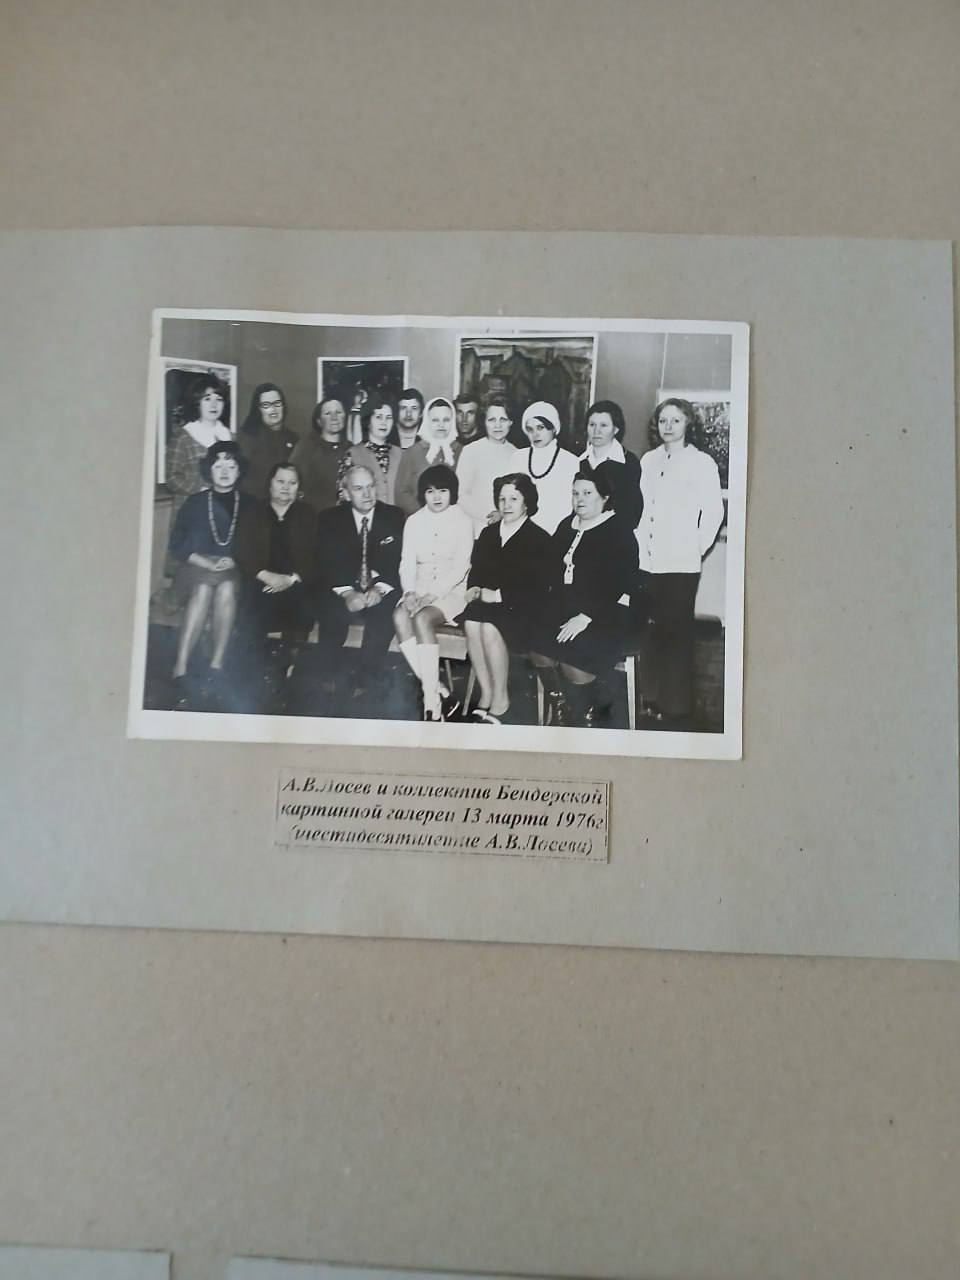 А.В.Лосев и коллектив Бендерской
картинной галереи 13 марта 1976г
(шестидесятилетие А.В.Лосева)